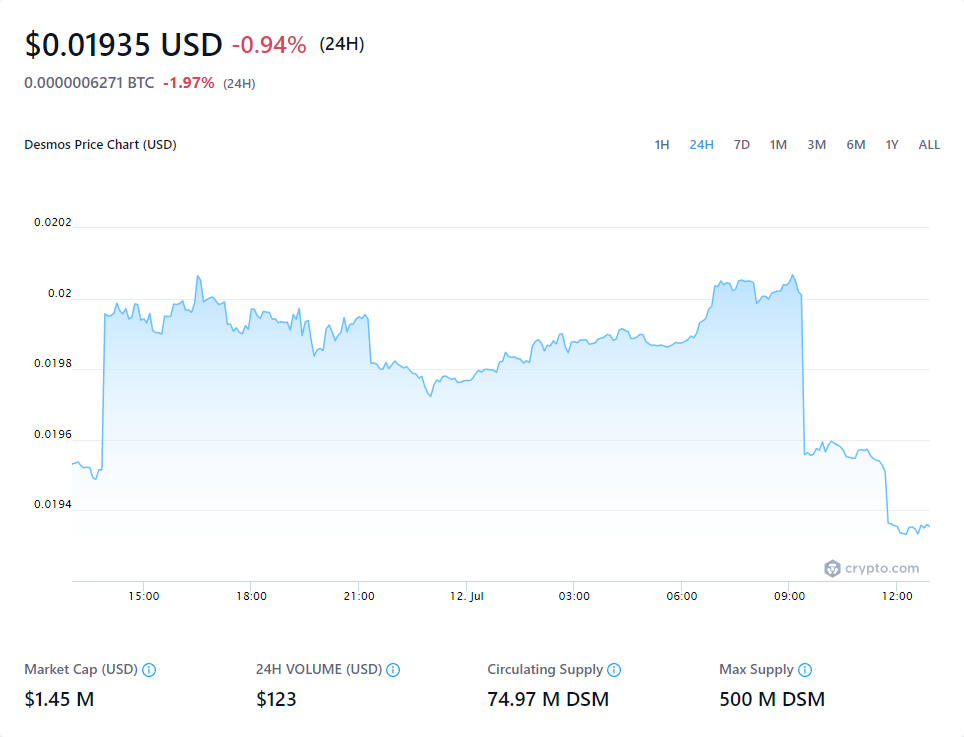 $0.01935 USD -0.94% (24H)
0.0000006271 BTC -1.97% (24H)
Desmos Price Chart (USD)
1H 24H 7D 1M 3M 6M 1Y ALL
0.0202
0.02
0.0198
0.0196
0.0194
crypto.com
15:00 18:00 21:00 12. Jul 03:00 06:00 09:00 12:00
Market Cap (USD) 24H VOLUME (USD) Circulating Supply Max Supply
$1.45 M $123 74.97 M DSM 500 M DSM